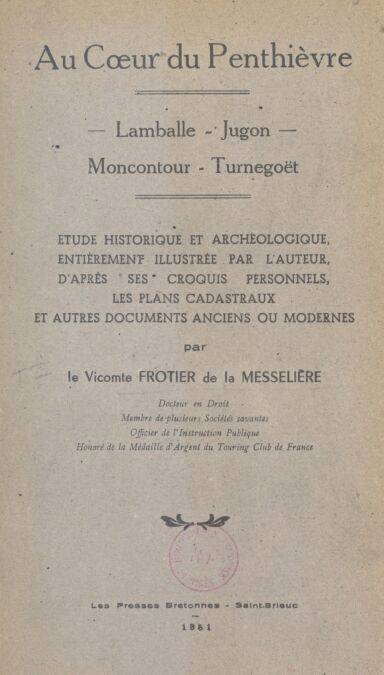 Au Cœur du Penthièvre
— Lamballe - Jugon —
Moncontour - Turnegoët
ETUDE HISTORIQUE ET ARCHEOLOGIQUE,
ENTIÈREMENT ILLUSTRÉE PAR L'AUTEUR,
D'APRÈS SES CROQUIS PERSONNELS,
LES PLANS CADASTRAUX
ET AUTRES DOCUMENTS ANCIENS OU MODERNES
par
le Vicomte FROTIER de la MESSELIÈRE
Docteur en Droit
Membre de plusieurs Sociétés savantes
Officier de l'Instruction Publique
Honoré de la Médaille d'Argent du Touring Club de France
Les Presses Bretonnes - Saint-Brieuc